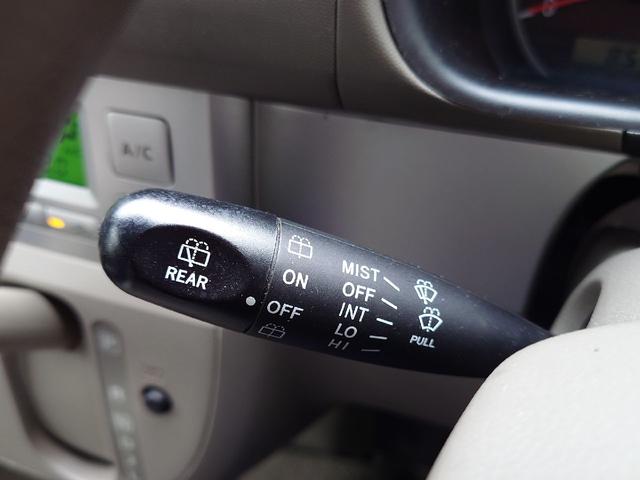 A/C
REAR
ON
OFF
MIST
OFF
INT
LO
HI
PULL